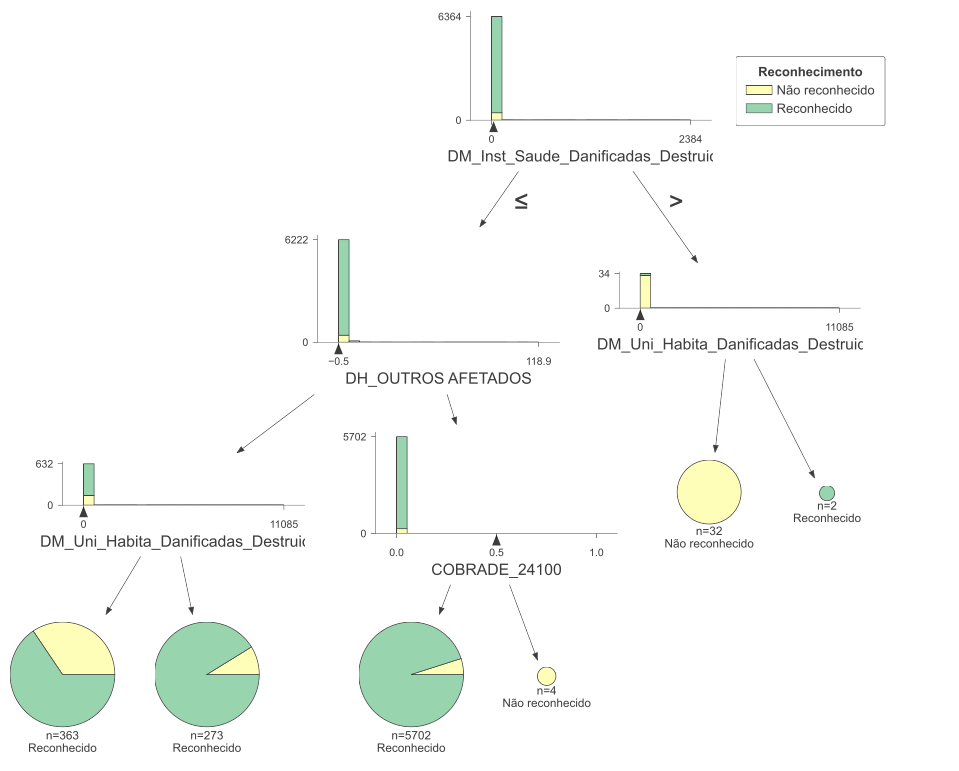 6364
0
0
2384
DM_Inst_Saude_Danificadas_Destruic
Reconhecimento
Não reconhecido
Reconhecido
≤
>
6222
0
−0.5
118.9
DH_OUTROS AFETADOS
34
0
0
11085
DM_Uni_Habita_Danificadas_Destruic
632
0
0
11085
DM_Uni_Habita_Danificadas_Destruic
5702
0
0.0
0.5
1.0
COBRADE_24100
n=32
Não reconhecido
n=2
Reconhecido
n=363
Reconhecido
n=273
Reconhecido
n=5702
Reconhecido
n=4
Não reconhecido